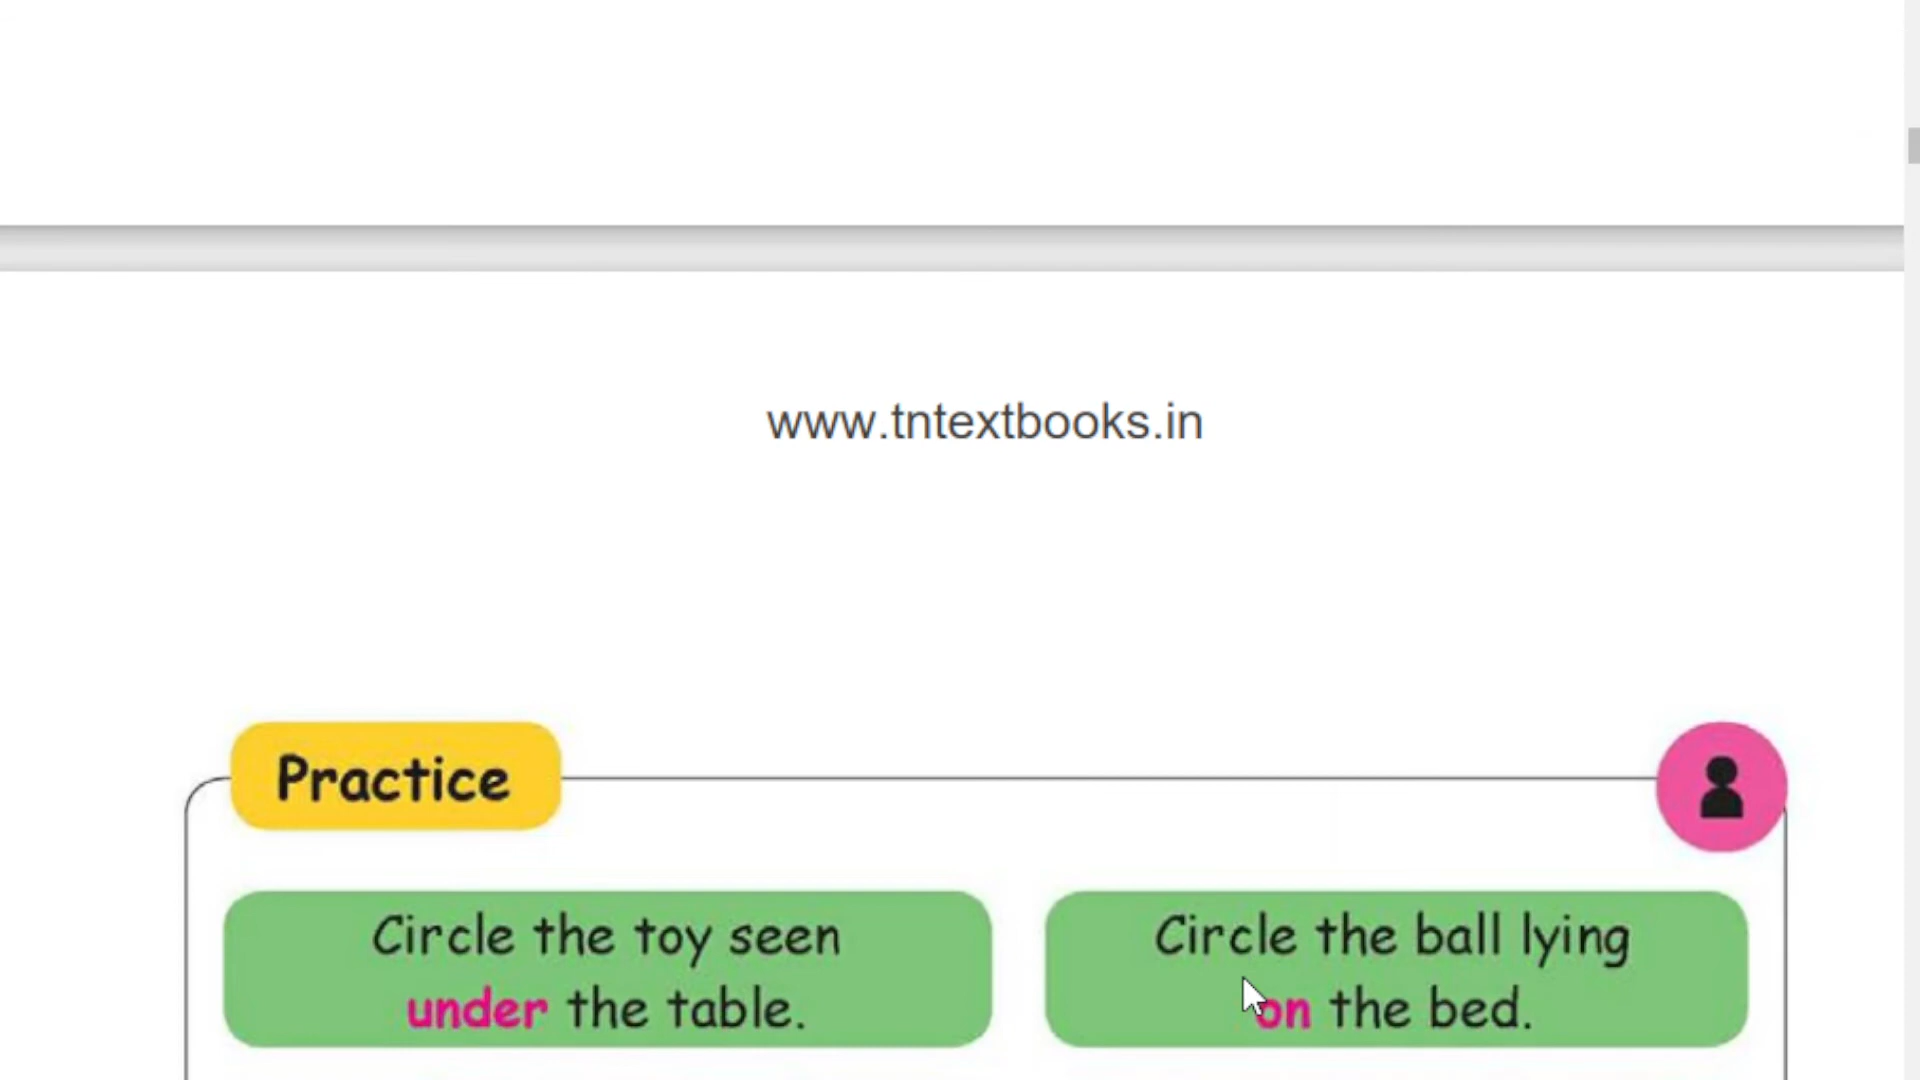 www.tntextbooks.in
Practice
Circle the toy seen
under the table.
Circle the ball lying
on the bed.